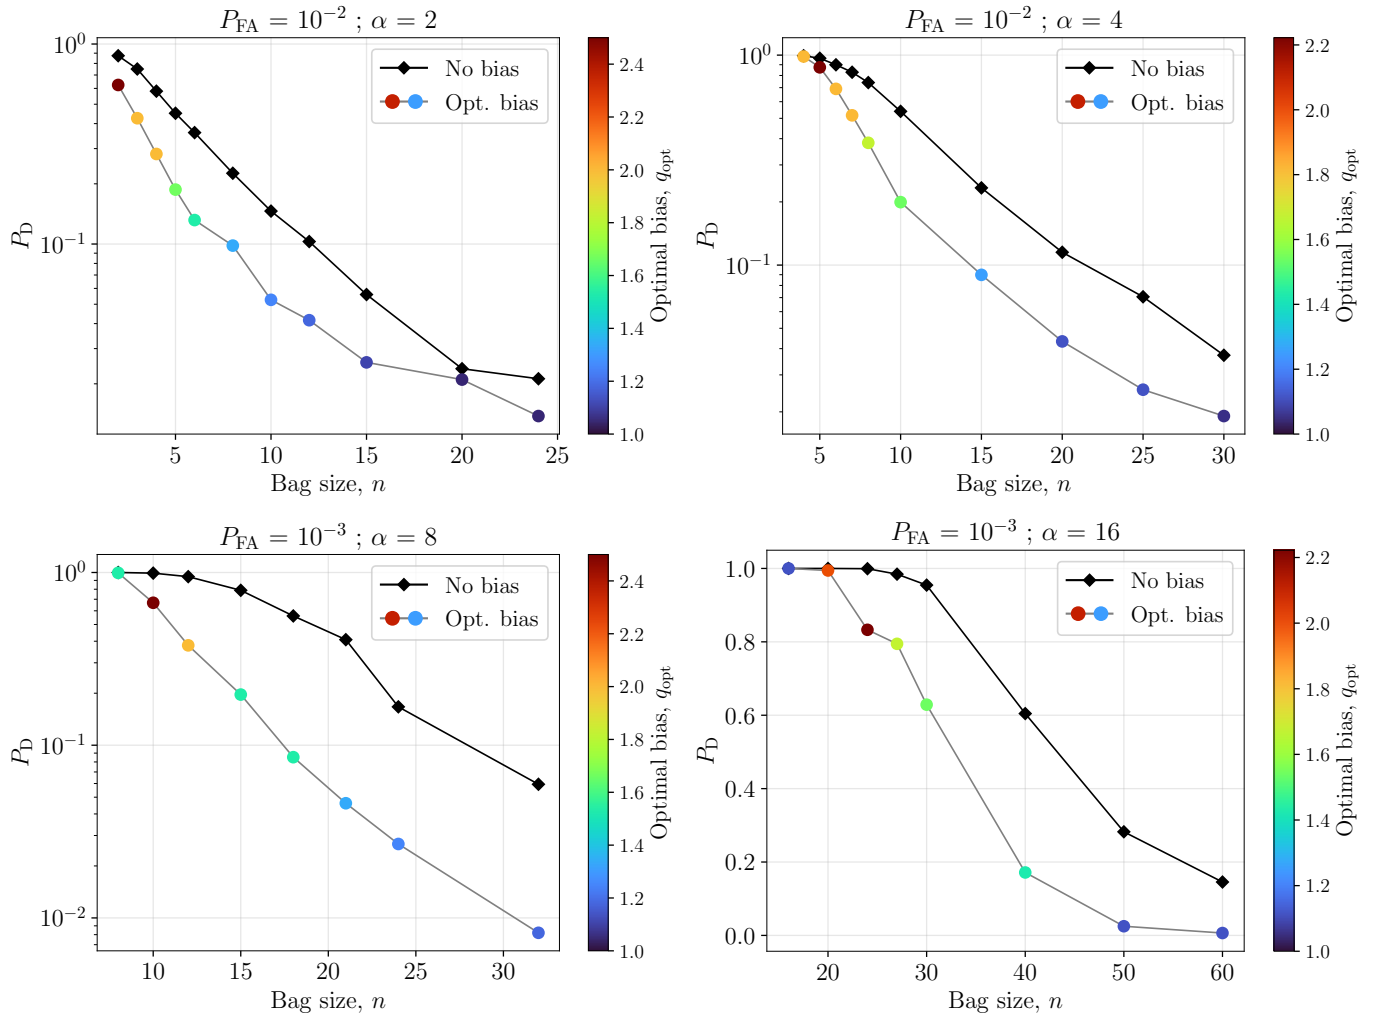 P_FA = 10^−2 ; α = 2
10^0
10^−1
P_D
5
10
15
20
25
Bag size, n
No bias
Opt. bias
2.4
2.2
2.0
1.8
1.6
1.4
1.2
1.0
Optimal bias, q_opt
P_FA = 10^−2 ; α = 4
10^0
10^−1
P_D
5
10
15
20
25
30
Bag size, n
No bias
Opt. bias
2.2
2.0
1.8
1.6
1.4
1.2
1.0
Optimal bias, q_opt
P_FA = 10^−3 ; α = 8
10^0
10^−1
10^−2
P_D
10
15
20
25
30
Bag size, n
No bias
Opt. bias
2.4
2.2
2.0
1.8
1.6
1.4
1.2
1.0
Optimal bias, q_opt
P_FA = 10^−3 ; α = 16
1.0
0.8
0.6
0.4
0.2
0.0
P_D
20
30
40
50
60
Bag size, n
No bias
Opt. bias
2.2
2.0
1.8
1.6
1.4
1.2
1.0
Optimal bias, q_opt